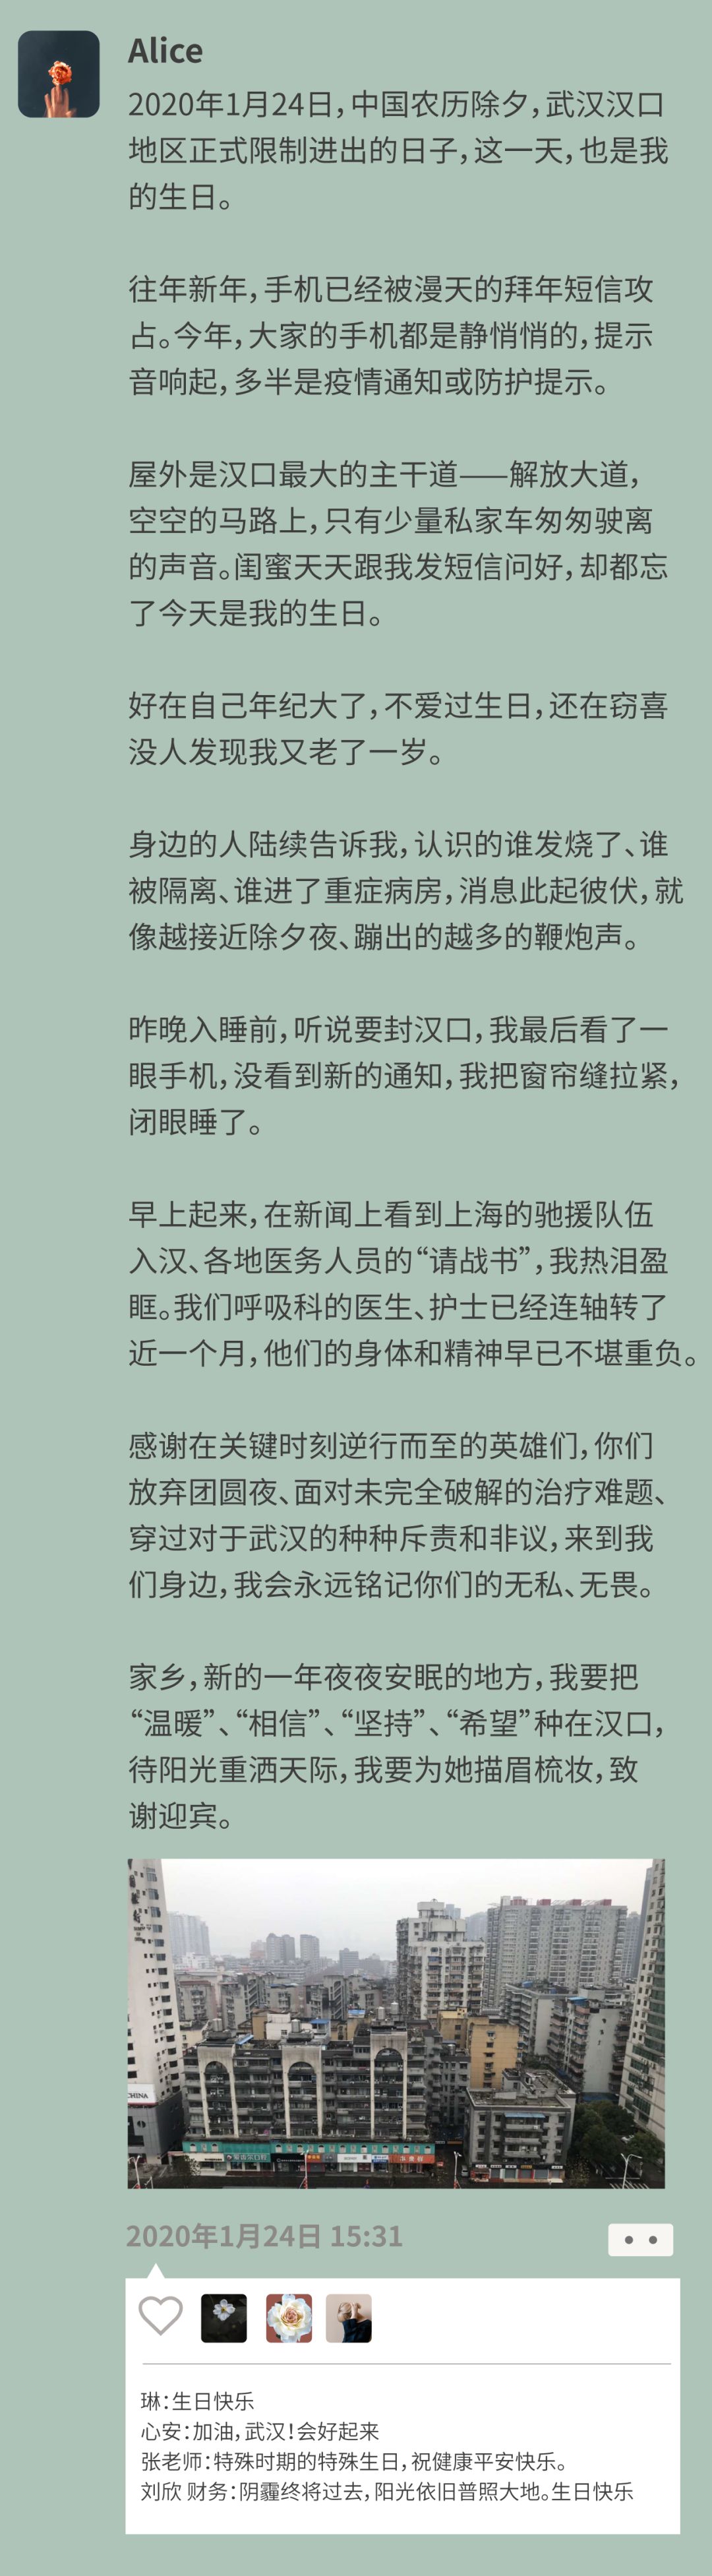 Alice
2020年1月24日，中国农历除夕，武汉汉口
地区正式限制进出的日子，这一天，也是我
的生日。
往年新年，手机已经被漫天的拜年短信攻
占。今年，大家的手机都是静悄悄的，提示
音响起，多半是疫情通知或防护提示。
屋外是汉口最大的主干道——解放大道，
空空的马路上，只有少量私家车匆匆驶离
的声音。闺蜜天天跟我发短信问好，却都忘
了今天是我的生日。
好在自己年纪大了，不爱过生日，还在窃喜
没人发现我又老了一岁。
身边的人陆续告诉我，认识的谁发烧了、谁
被隔离、谁进了重症病房，消息此起彼伏，就
像越接近除夕夜、蹦出的越多的鞭炮声。
昨晚入睡前，听说要封汉口，我最后看了一
眼手机，没看到新的通知，我把窗帘缝拉紧，
闭眼睡了。
早上起来，在新闻上看到上海的驰援队伍
入汉、各地医务人员的“请战书”，我热泪盈
眶。我们呼吸科的医生、护士已经连轴转了
近一个月，他们的身体和精神早已不堪重负。
感谢在关键时刻逆行而至的英雄们，你们
放弃团圆夜、面对未完全破解的治疗难题、
穿过对于武汉的种种斥责和非议，来到我
们身边，我会永远铭记你们的无私、无畏。
家乡，新的一年夜夜安眠的地方，我要把
“温暖”、“相信”、“坚持”、“希望”种在汉口，
待阳光重洒天际，我要为她描眉梳妆，致
谢迎宾。
CHINA
2020年1月24日 15:31
琳：生日快乐
心安：加油，武汉！会好起来
张老师：特殊时期的特殊生日，祝健康平安快乐。
刘欣 财务：阴霾终将过去，阳光依旧普照大地。生日快乐